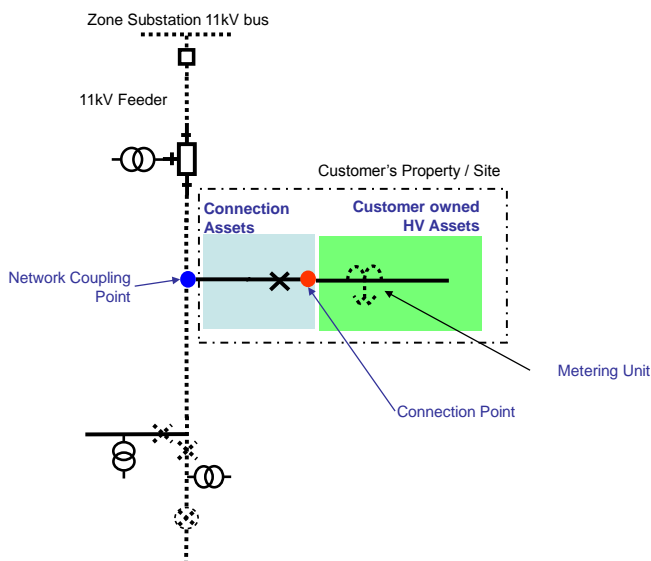 Zone Substation 11kV bus
11kV Feeder
Customer's Property / Site
Connection
Assets
Customer owned
HV Assets
Network Coupling
Point
Metering Unit
Connection Point